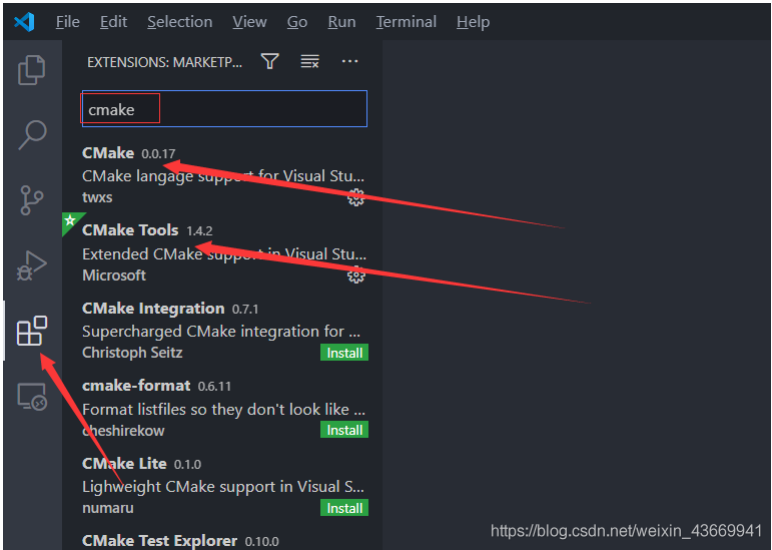 File Edit Selection View Go Run Terminal Help
EXTENSIONS: MARKETP...
cmake
CMake 0.0.17
CMake langage support for Visual Stu...
twxs
CMake Tools 1.4.2
Extended CMake support in Visual Stu...
Microsoft
CMake Integration 0.7.1
Supercharged CMake integration for ...
Christoph Seitz
Install
cmake-format 0.6.11
Format listfiles so they don't look like ...
cheshirekow
Install
CMake Lite 0.1.0
Lighweight CMake support in Visual S...
numaru
Install
CMake Test Explorer 0.10.0
https://blog.csdn.net/weixin_43669941